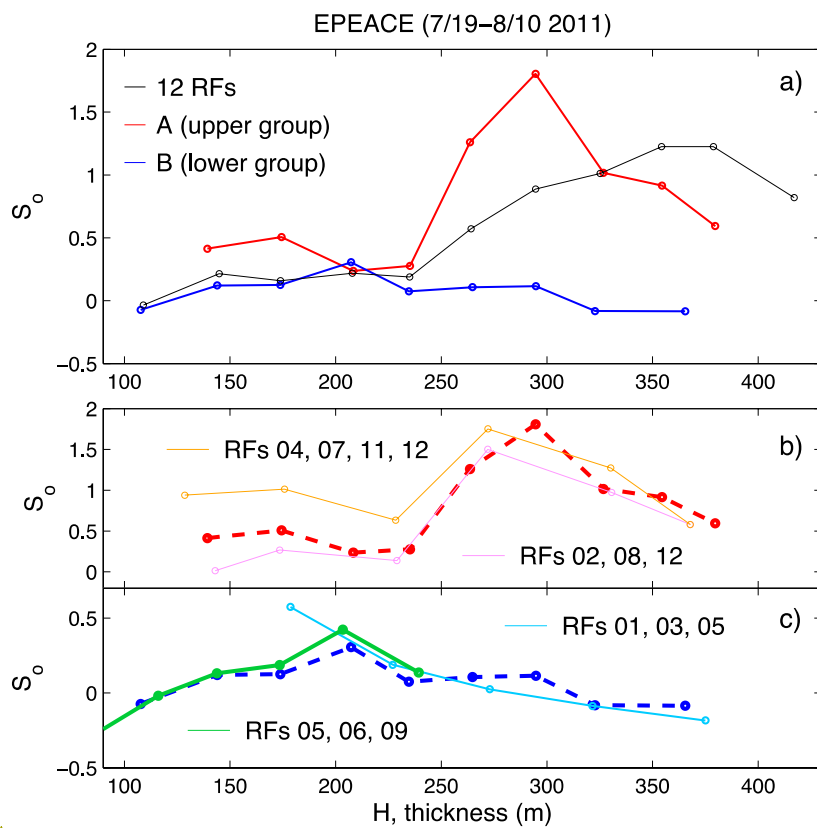 EPEACE (7/19−8/10 2011)
2
1.5
1
0.5
0
−0.5
S_o
12 RFs
A (upper group)
B (lower group)
a)
100 150 200 250 300 350 400
2
1.5
1
0.5
0
S_o
b)
RFs 04, 07, 11, 12
RFs 02, 08, 12
0.5
0
−0.5
S_o
c)
RFs 01, 03, 05
RFs 05, 06, 09
100 150 200 250 300 350 400
H, thickness (m)